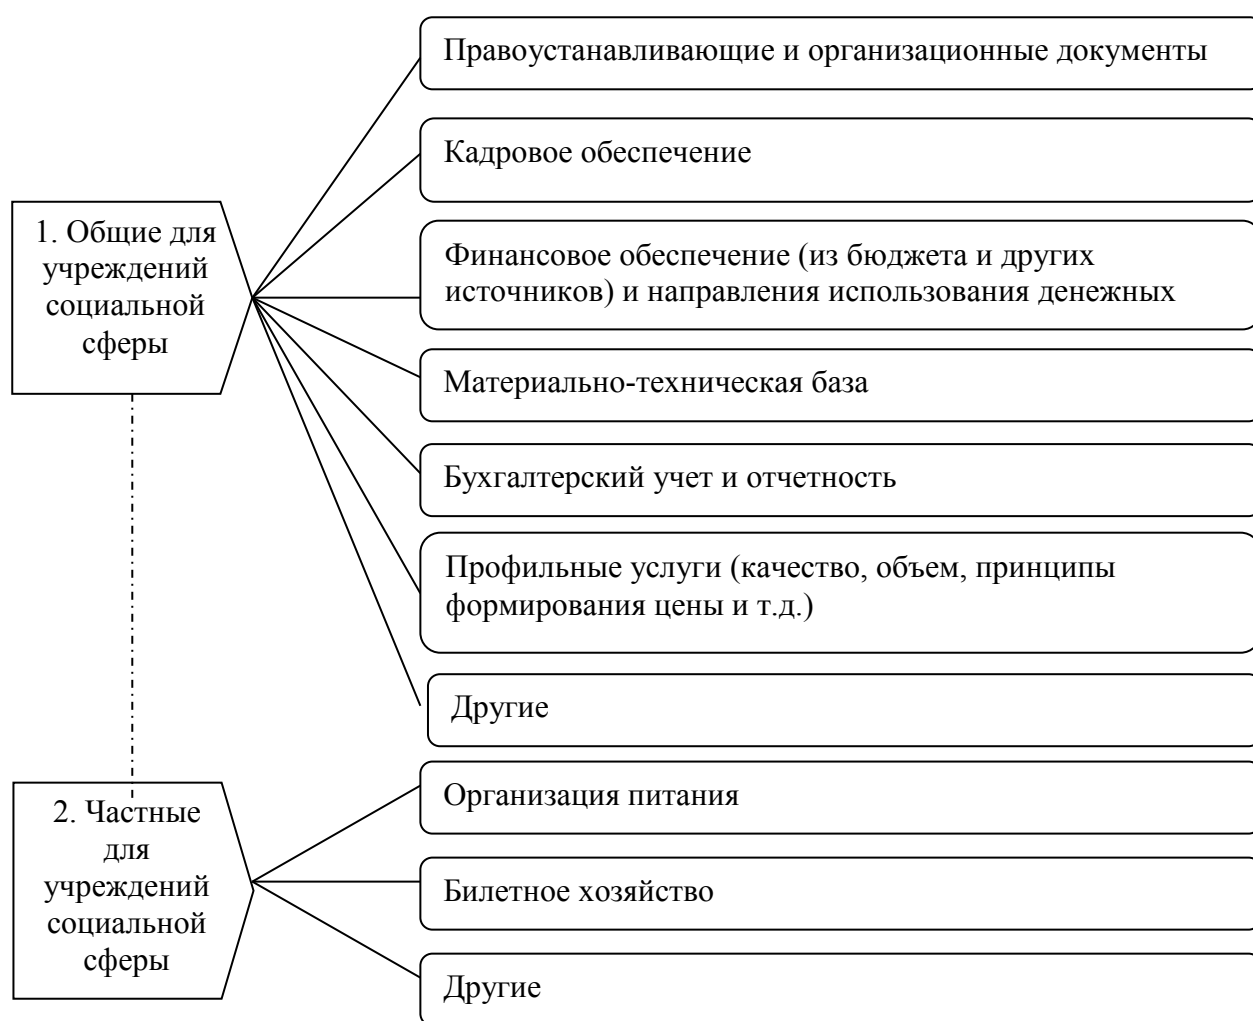 Правоустанавливающие и организационные документы
Кадровое обеспечение
1. Общие для
учреждений
социальной
сферы
Финансовое обеспечение (из бюджета и других
источников) и направления использования денежных
Материально-техническая база
Бухгалтерский учет и отчетность
Профильные услуги (качество, объем, принципы
формирования цены и т.д.)
Другие
2. Частные
для
учреждений
социальной
сферы
Организация питания
Билетное хозяйство
Другие